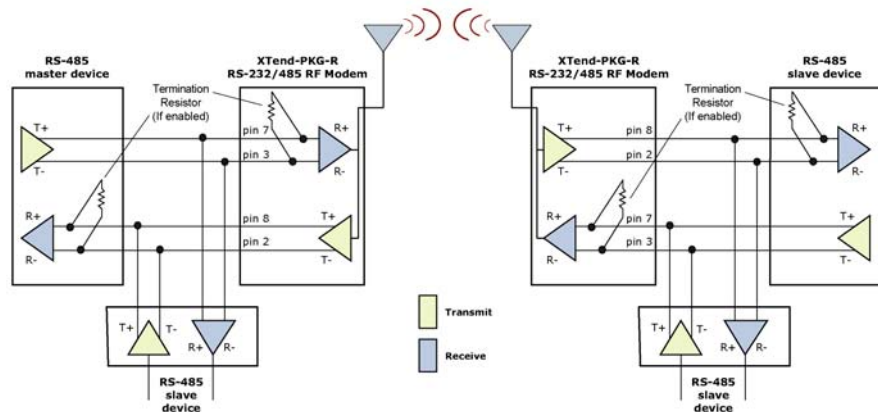 RS-485
master device
XTend-PKG-R
RS-232/485 RF Modem
Termination
Resistor
(If enabled)
T+
T-
pin 7
pin 3
R+
R-
R+
R-
pin 8
pin 2
T+
T-
T+
T-
R+
R-
RS-485
slave
device
Transmit
Receive
XTend-PKG-R
RS-232/485 RF Modem
RS-485
slave device
Termination
Resistor
(If enabled)
T+
T-
pin 8
pin 2
R+
R-
R+
R-
pin 7
pin 3
T+
T-
T+
T-
R+
R-
RS-485
slave
device